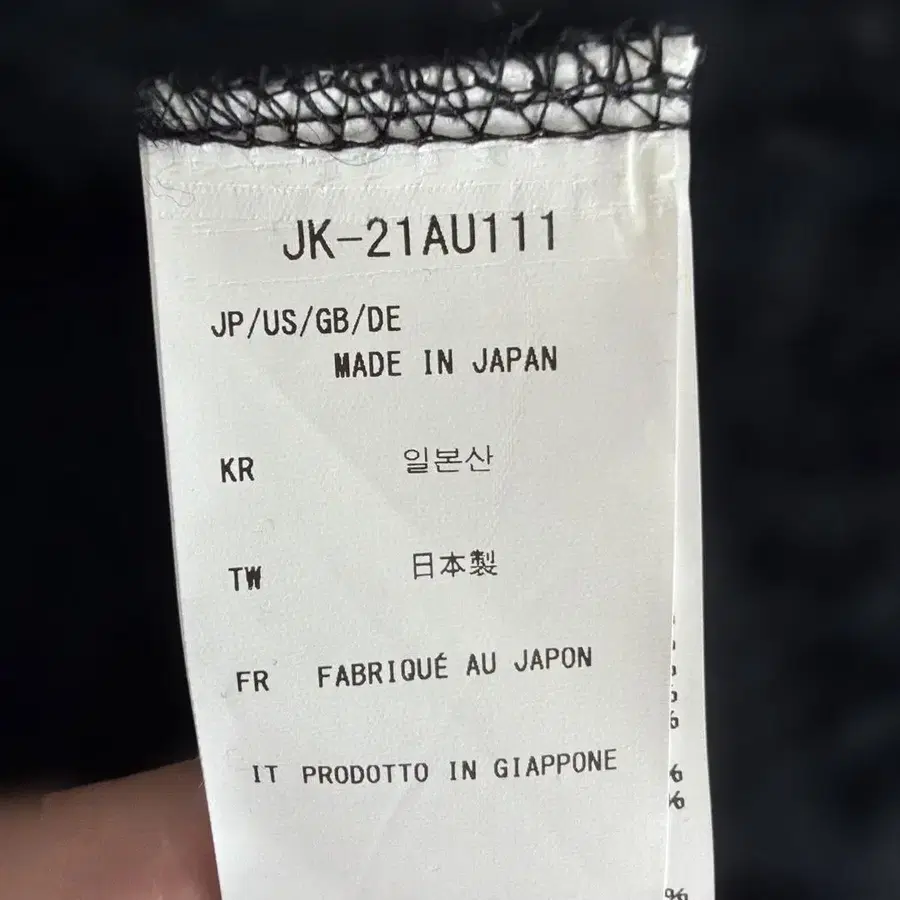 JK-21AU111
JP/US/GB/DE
MADE IN JAPAN
KR 일본산
TW 日本製
FR FABRIQUÉ AU JAPON
IT PRODOTTO IN GIAPPONE
%
%
%
%
%